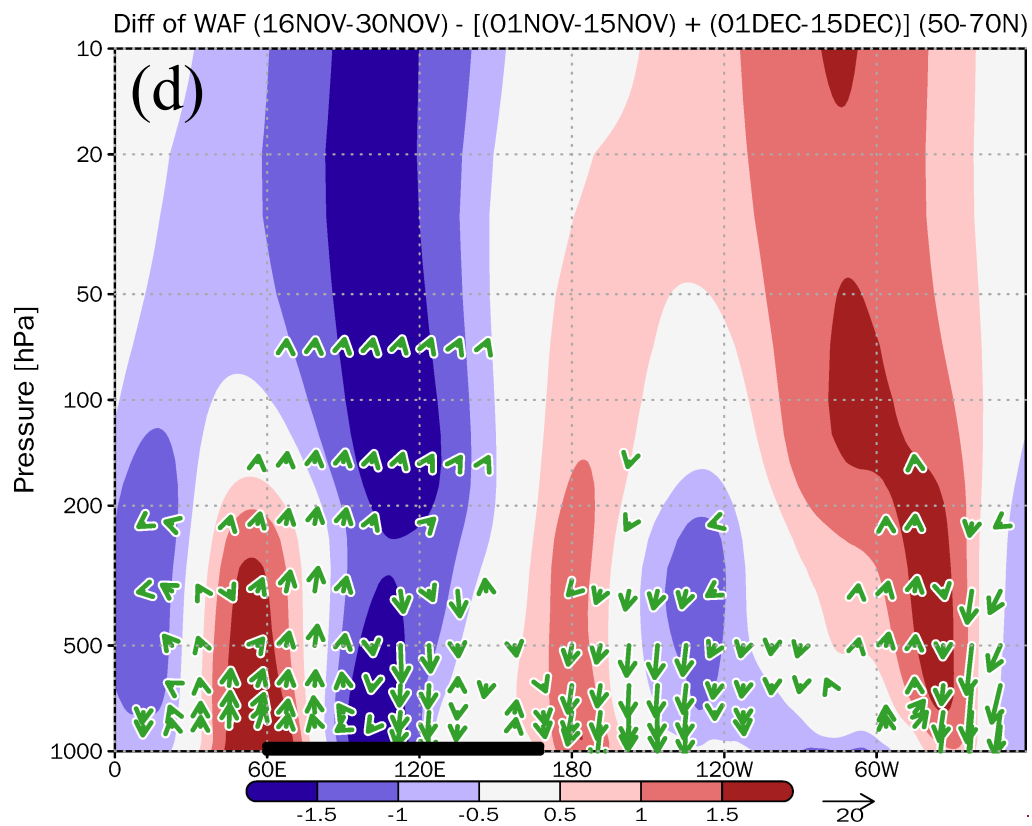 Diff of WAF (16NOV-30NOV) - [(01NOV-15NOV) + (01DEC-15DEC)] (50-70N)
(d)
Pressure [hPa]
10
20
50
100
200
500
1000
0 60E 120E 180 120W 60W
-1.5 -1 -0.5 0.5 1 1.5 20